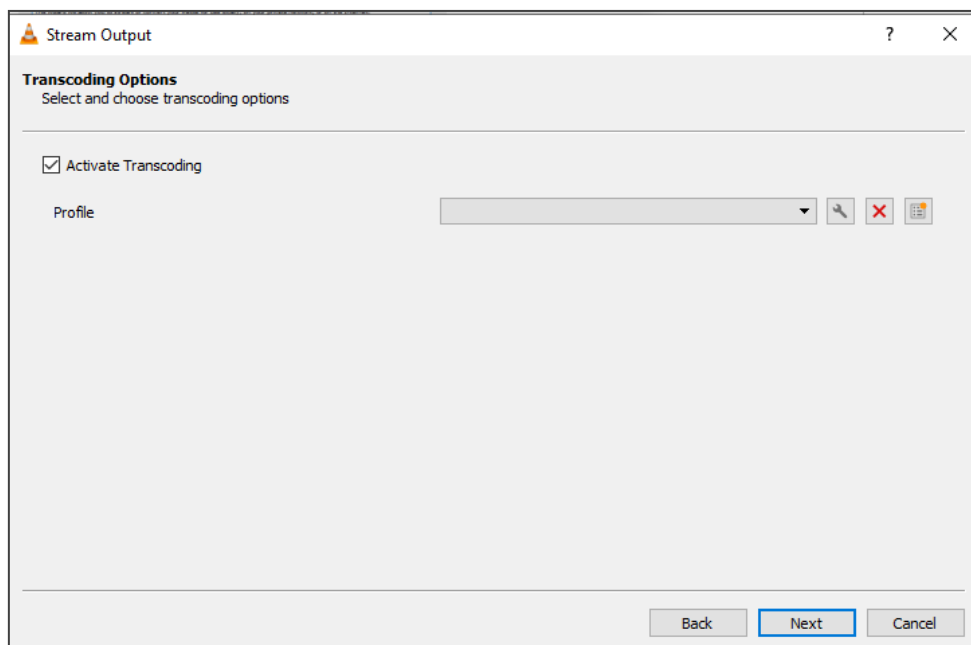 Stream Output
?
Transcoding Options
Select and choose transcoding options
Activate Transcoding
Profile
Back
Next
Cancel